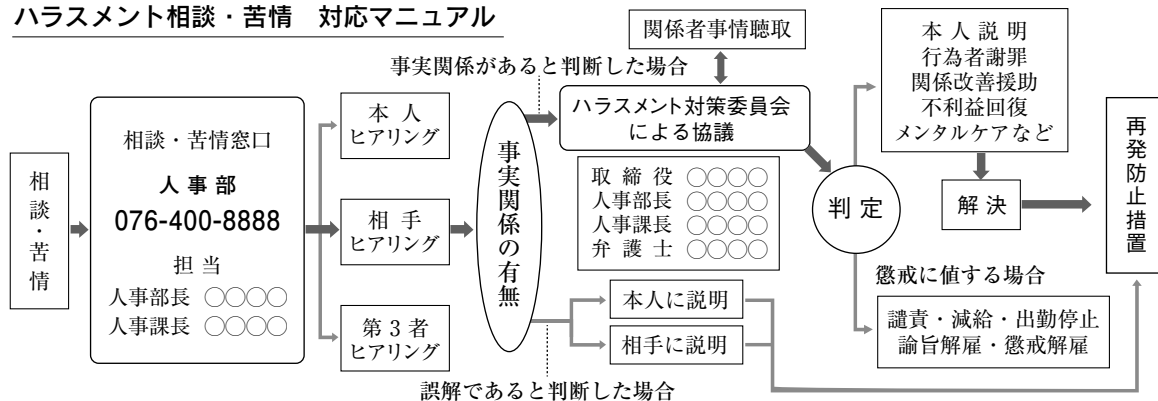 ハラスメント相談・苦情　対応マニュアル
相談・苦情
相談・苦情窓口
人事部
076-400-8888
担当
人事部長 ○○○○
人事課長 ○○○○
本人
ヒアリング
相手
ヒアリング
第3者
ヒアリング
事実関係の有無
事実関係があると判断した場合
関係者事情聴取
ハラスメント対策委員会
による協議
取締役 ○○○○
人事部長 ○○○○
人事課長 ○○○○
弁護士 ○○○○
本人に説明
相手に説明
誤解であると判断した場合
判定
本人説明
行為者謝罪
関係改善援助
不利益回復
メンタルケアなど
解決
懲戒に値する場合
譴責・減給・出勤停止
諭旨解雇・懲戒解雇
再発防止措置